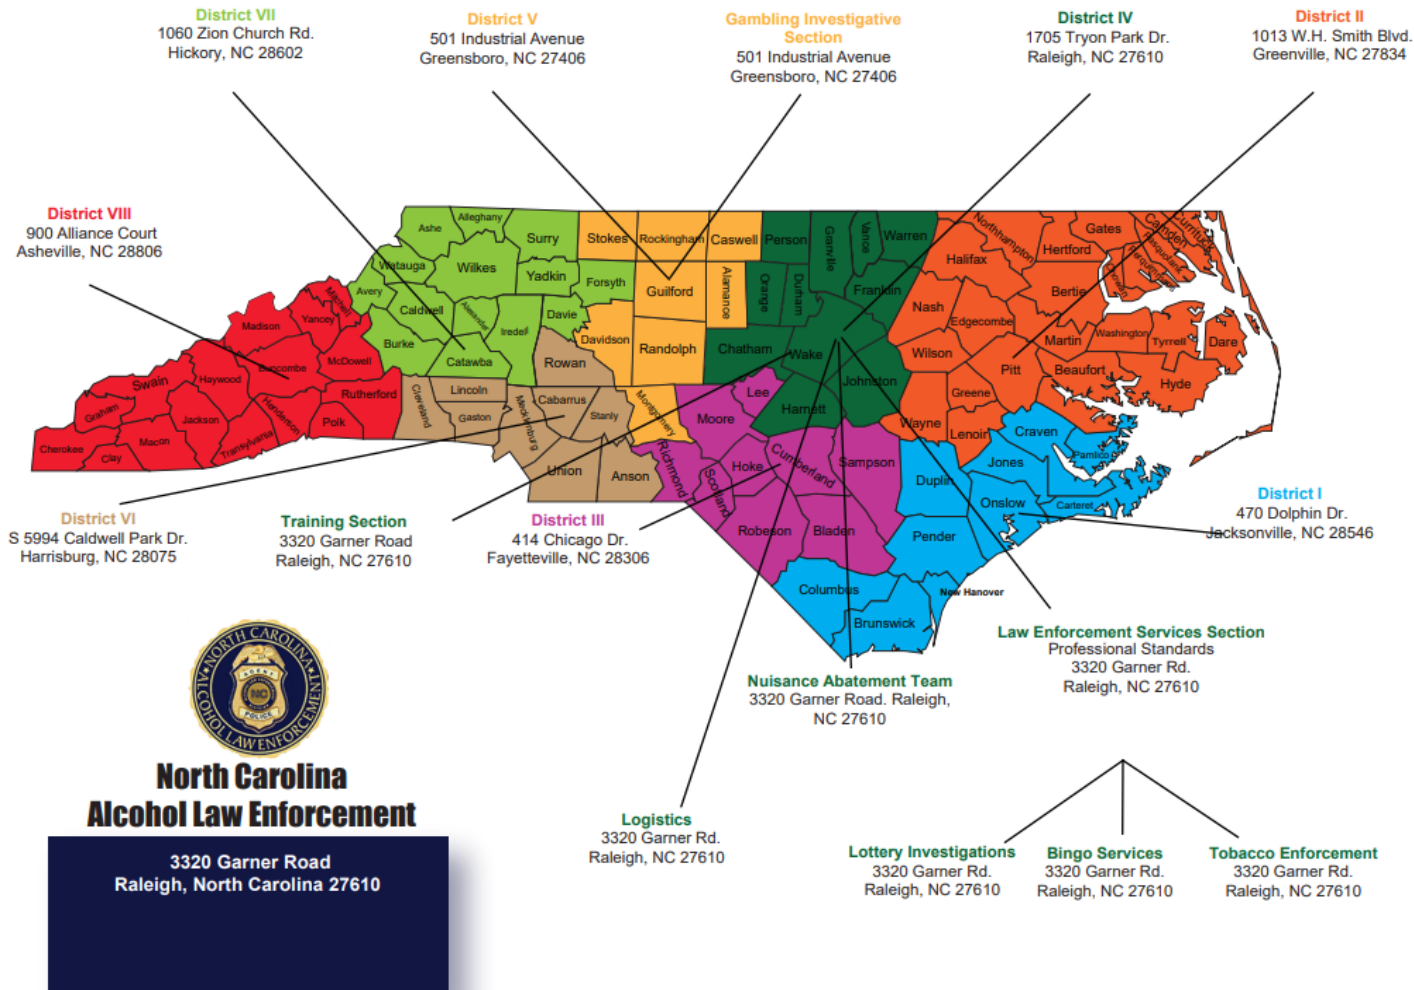 District VII
1060 Zion Church Rd.
Hickory, NC 28602
District V
501 Industrial Avenue
Greensboro, NC 27406
Gambling Investigative
Section
501 Industrial Avenue
Greensboro, NC 27406
District IV
1705 Tryon Park Dr.
Raleigh, NC 27610
District II
1013 W.H. Smith Blvd.
Greenville, NC 27834
District VIII
900 Alliance Court
Asheville, NC 28806
Ashe
Alleghany
Surry
Stokes
Rockingham
Caswell
Person
Granville
Vance
Warren
Northhampton
Gates
Hertford
Halifax
Camden
Currituck
Pasquotank
Perquimans
Chowan
Watauga
Wilkes
Yadkin
Forsyth
Guilford
Alamance
Orange
Durham
Franklin
Nash
Edgecombe
Bertie
Mitchell
Avery
Caldwell
Alexander
Iredell
Davie
Davidson
Randolph
Chatham
Wake
Wilson
Martin
Washington
Tyrrell
Dare
Madison
Yancey
Burke
Catawba
Rowan
Johnston
Greene
Pitt
Beaufort
Hyde
Swain
Haywood
Buncombe
McDowell
Rutherford
Lincoln
Cleveland
Gaston
Mecklenburg
Cabarrus
Stanly
Montgomery
Moore
Lee
Harnett
Wayne
Lenoir
Craven
Pamlico
Graham
Jackson
Henderson
Polk
Transylvania
Cherokee
Macon
Clay
Union
Anson
Richmond
Scotland
Hoke
Cumberland
Sampson
Duplin
Jones
Onslow
Carteret
Robeson
Bladen
Pender
Columbus
New Hanover
Brunswick
District VI
S 5994 Caldwell Park Dr.
Harrisburg, NC 28075
Training Section
3320 Garner Road
Raleigh, NC 27610
District III
414 Chicago Dr.
Fayetteville, NC 28306
District I
470 Dolphin Dr.
Jacksonville, NC 28546
Law Enforcement Services Section
Professional Standards
3320 Garner Rd.
Raleigh, NC 27610
Nuisance Abatement Team
3320 Garner Road. Raleigh,
NC 27610
NORTH CAROLINA
AGENT
NC
POLICE
ALCOHOL LAW ENFORCEMENT
North Carolina
Alcohol Law Enforcement
3320 Garner Road
Raleigh, North Carolina 27610
Logistics
3320 Garner Rd.
Raleigh, NC 27610
Lottery Investigations
3320 Garner Rd.
Raleigh, NC 27610
Bingo Services
3320 Garner Rd.
Raleigh, NC 27610
Tobacco Enforcement
3320 Garner Rd.
Raleigh, NC 27610